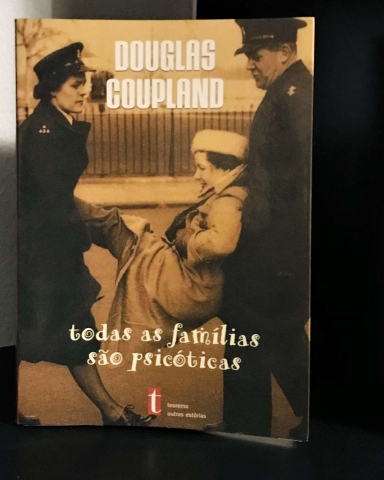 DOUGLAS
COUPLAND
todas as famílias
são psicóticas
t
teorema
outras estórias